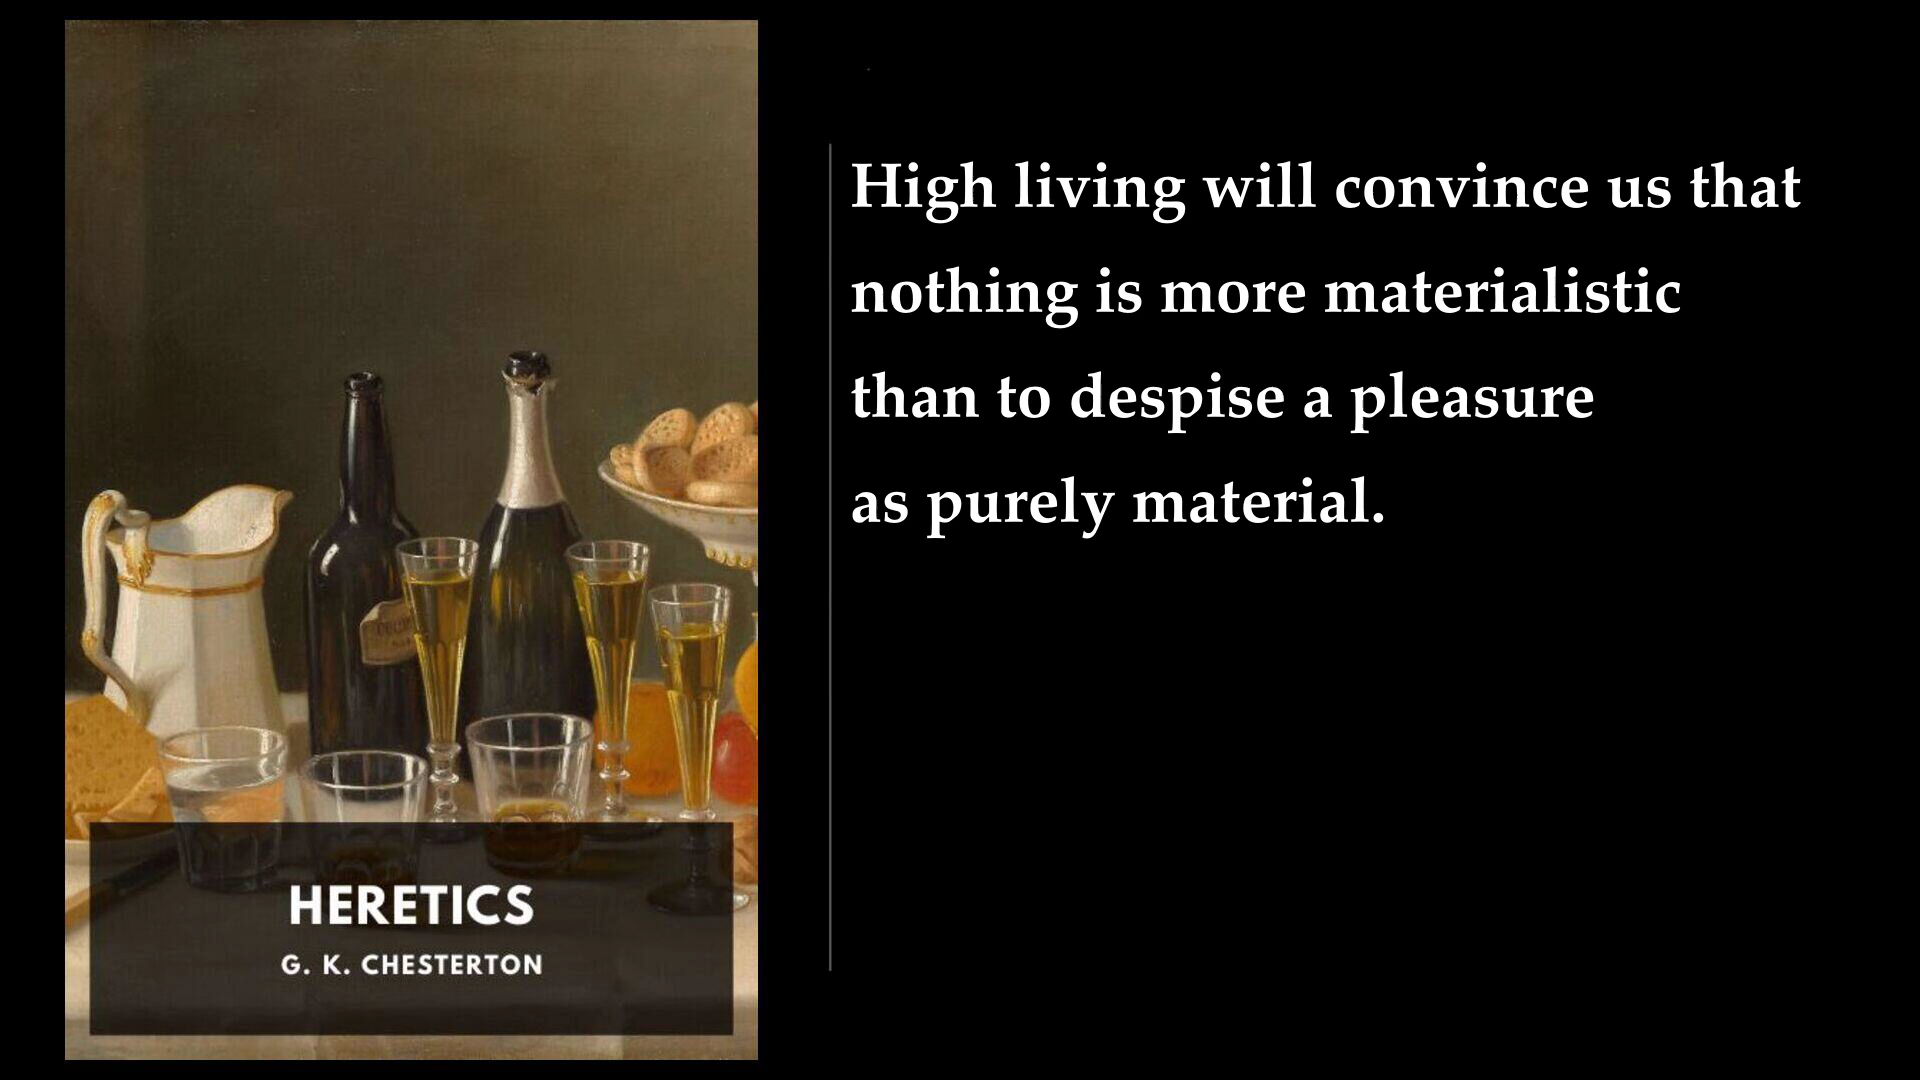 High living will convince us that
nothing is more materialistic
than to despise a pleasure
as purely material.
HERETICS
G. K. CHESTERTON